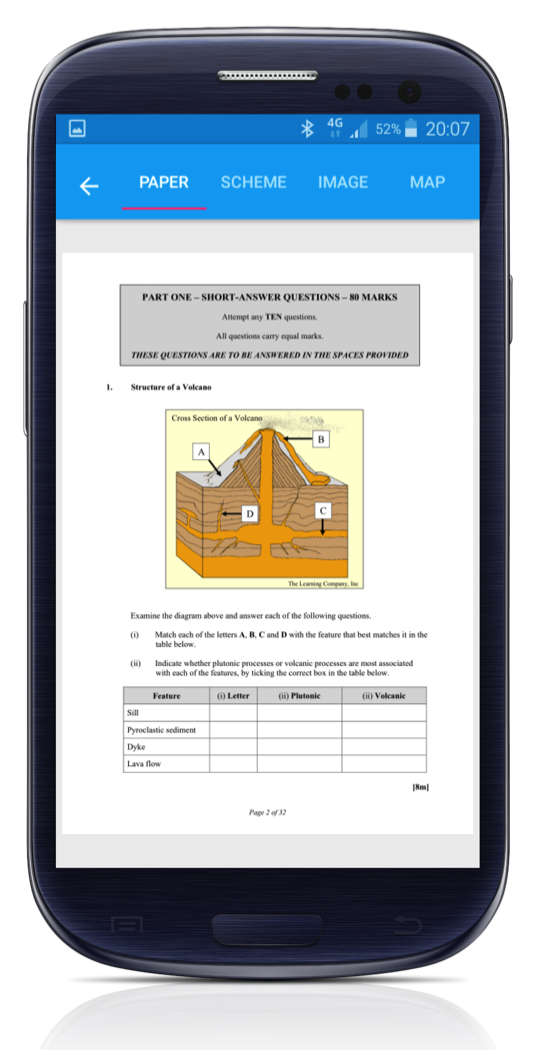 4G 52% 20:07
PAPER SCHEME IMAGE MAP
PART ONE – SHORT-ANSWER QUESTIONS – 80 MARKS
Attempt any TEN questions.
All questions carry equal marks.
THESE QUESTIONS ARE TO BE ANSWERED IN THE SPACES PROVIDED
1. Structure of a Volcano
Cross Section of a Volcano
B
A
D
C
The Learning Company, Inc
Examine the diagram above and answer each of the following questions.
(i) Match each of the letters A, B, C and D with the feature that best matches it in the
table below.
(ii) Indicate whether plutonic processes or volcanic processes are most associated
with each of the features, by ticking the correct box in the table below.
Feature (i) Letter (ii) Plutonic (ii) Volcanic
Sill
Pyroclastic sediment
Dyke
Lava flow
[8m]
Page 2 of 32